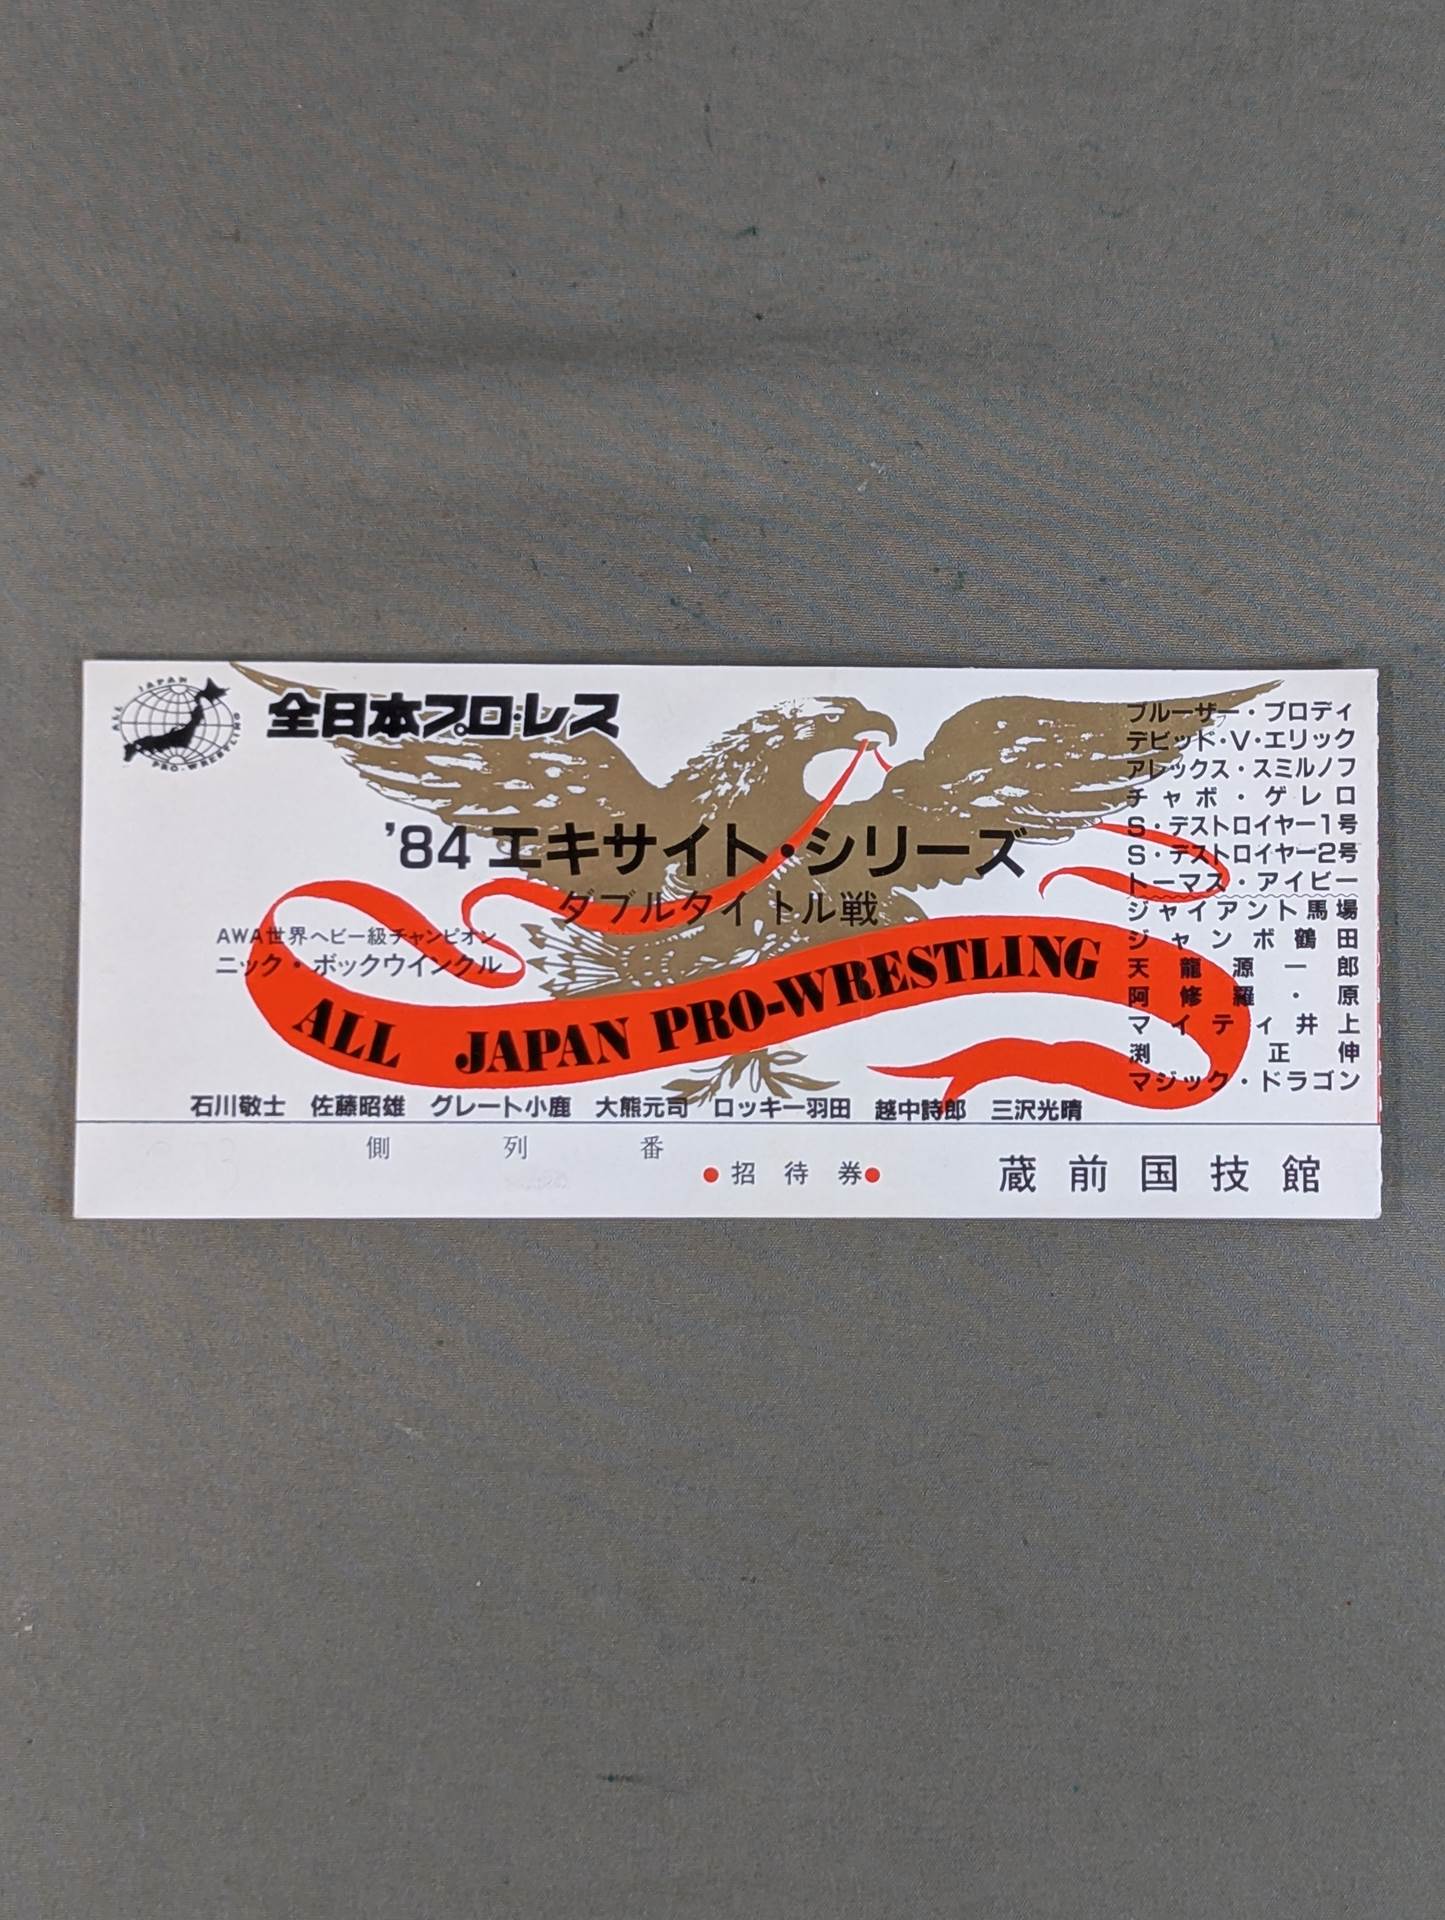 ALL JAPAN PRO-WRESTLING
全日本プロ・レス
'84 エキサイト・シリーズ
ダブルタイトル戦
AWA世界ヘビー級チャンピオン
ニック・ボックウインクル
ALL JAPAN PRO-WRESTLING
ブルーザー・ブロディ
デビッド・V・エリック
アレックス・スミルノフ
チャボ・ゲレロ
S・デストロイヤー1号
S・デストロイヤー2号
トーマス・アイビー
ジャイアント馬場
ジャンボ鶴田
天龍源一郎
阿修羅・原
マイティ井上
渕正伸
マジック・ドラゴン
石川敬士 佐藤昭雄 グレート小鹿 大熊元司 ロッキー羽田 越中詩郎 三沢光晴
側 列 番
●招待券●
蔵前国技館